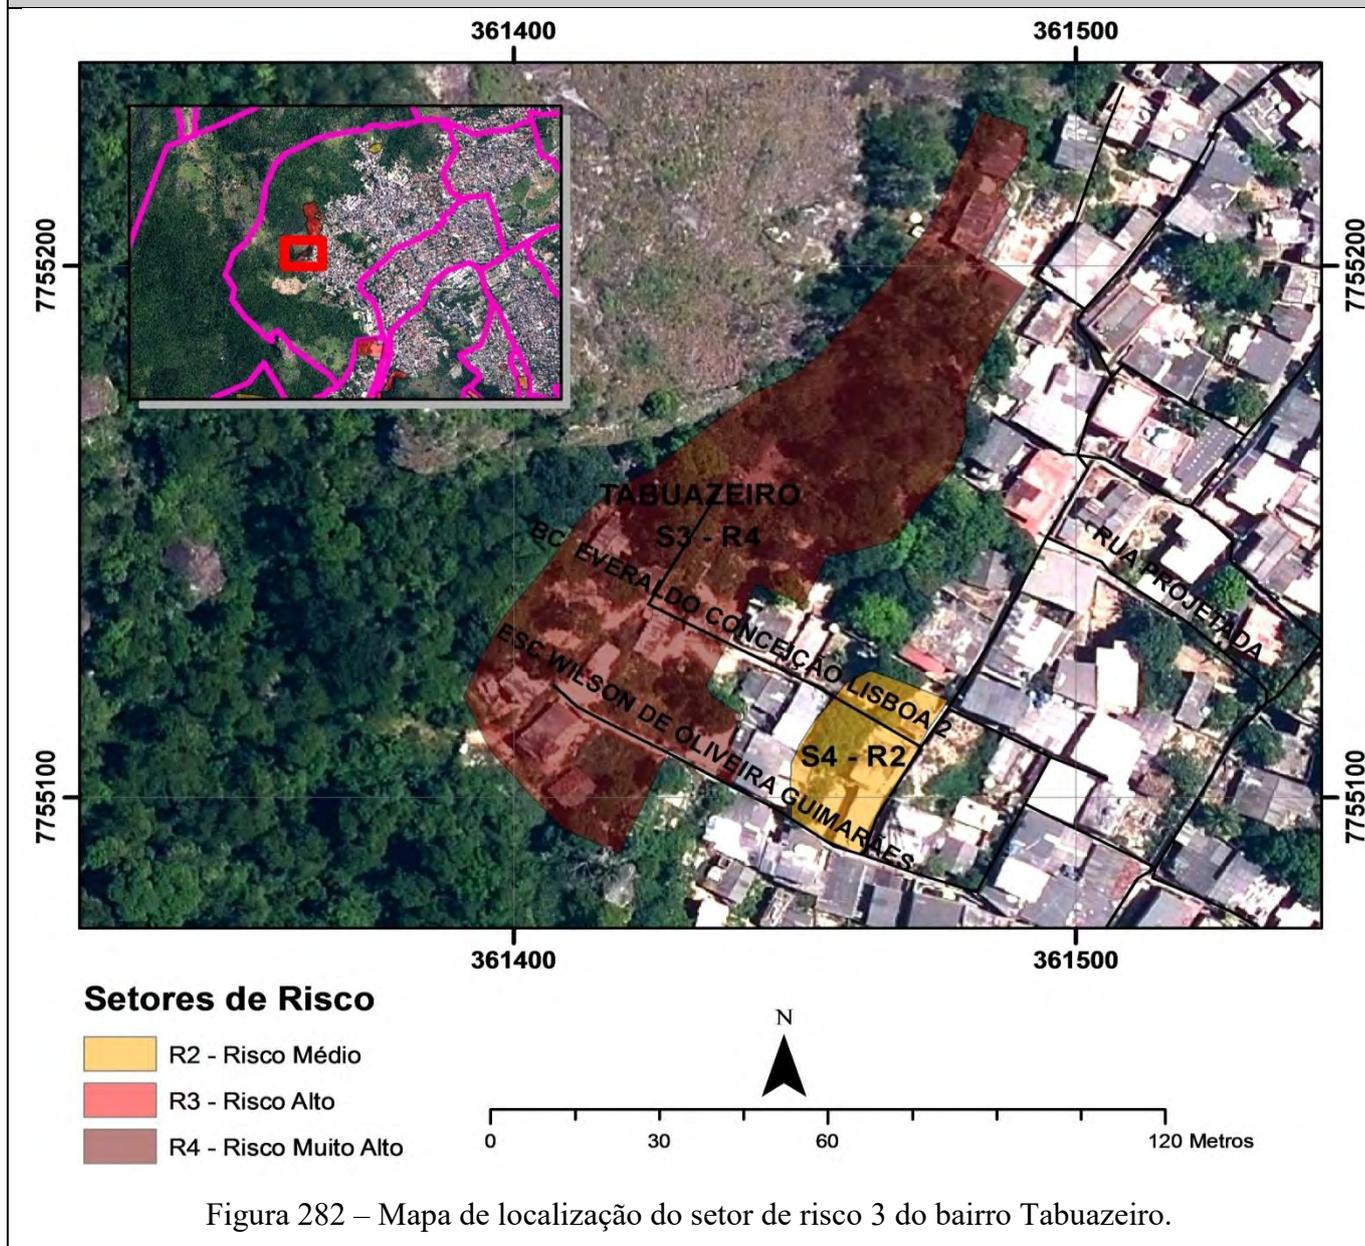 361400
361500
7755200
7755200
TABUAZEIRO
S3 - R4
BC EVERALDO CONCEIÇÃO LISBOA 2
RUA PROJETADA
ESC WILSON DE OLIVEIRA GUIMARÃES
S4 - R2
7755100
7755100
361400
361500
Setores de Risco
R2 - Risco Médio
R3 - Risco Alto
R4 - Risco Muito Alto
N
0 30 60 120 Metros
Figura 282 – Mapa de localização do setor de risco 3 do bairro Tabuazeiro.